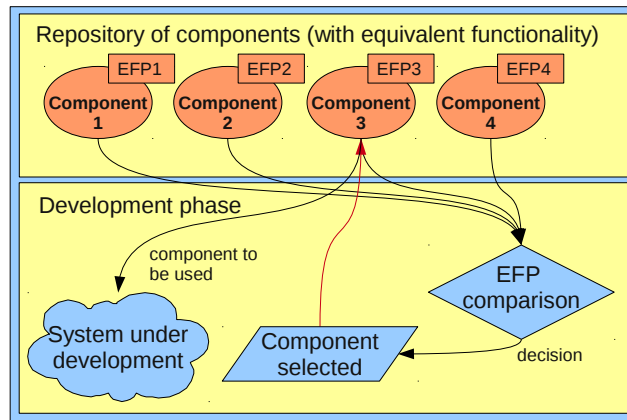 Repository of components (with equivalent functionality)
EFP1
EFP2
EFP3
EFP4
Component
1
Component
2
Component
3
Component
4
Development phase
component to
be used
EFP
comparison
System under
development
Component
selected
decision